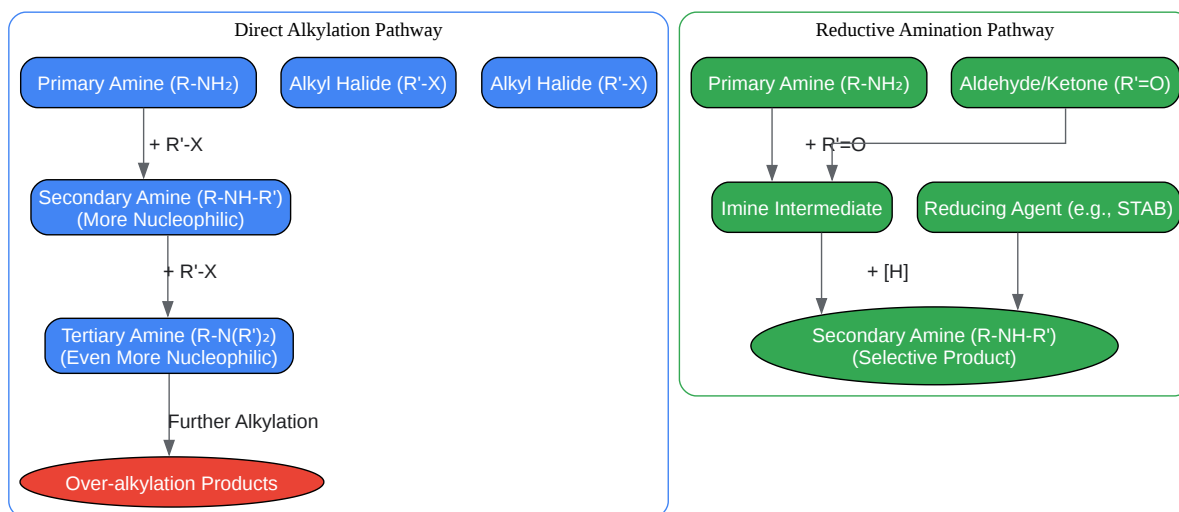 Direct Alkylation Pathway
Primary Amine (R-NH₂)
Alkyl Halide (R'-X)
Alkyl Halide (R'-X)
+ R'-X
Secondary Amine (R-NH-R')
(More Nucleophilic)
+ R'-X
Tertiary Amine (R-N(R')₂)
(Even More Nucleophilic)
Further Alkylation
Over-alkylation Products
Reductive Amination Pathway
Primary Amine (R-NH₂)
Aldehyde/Ketone (R'=O)
+ R'=O
Imine Intermediate
Reducing Agent (e.g., STAB)
+ [H]
Secondary Amine (R-NH-R')
(Selective Product)